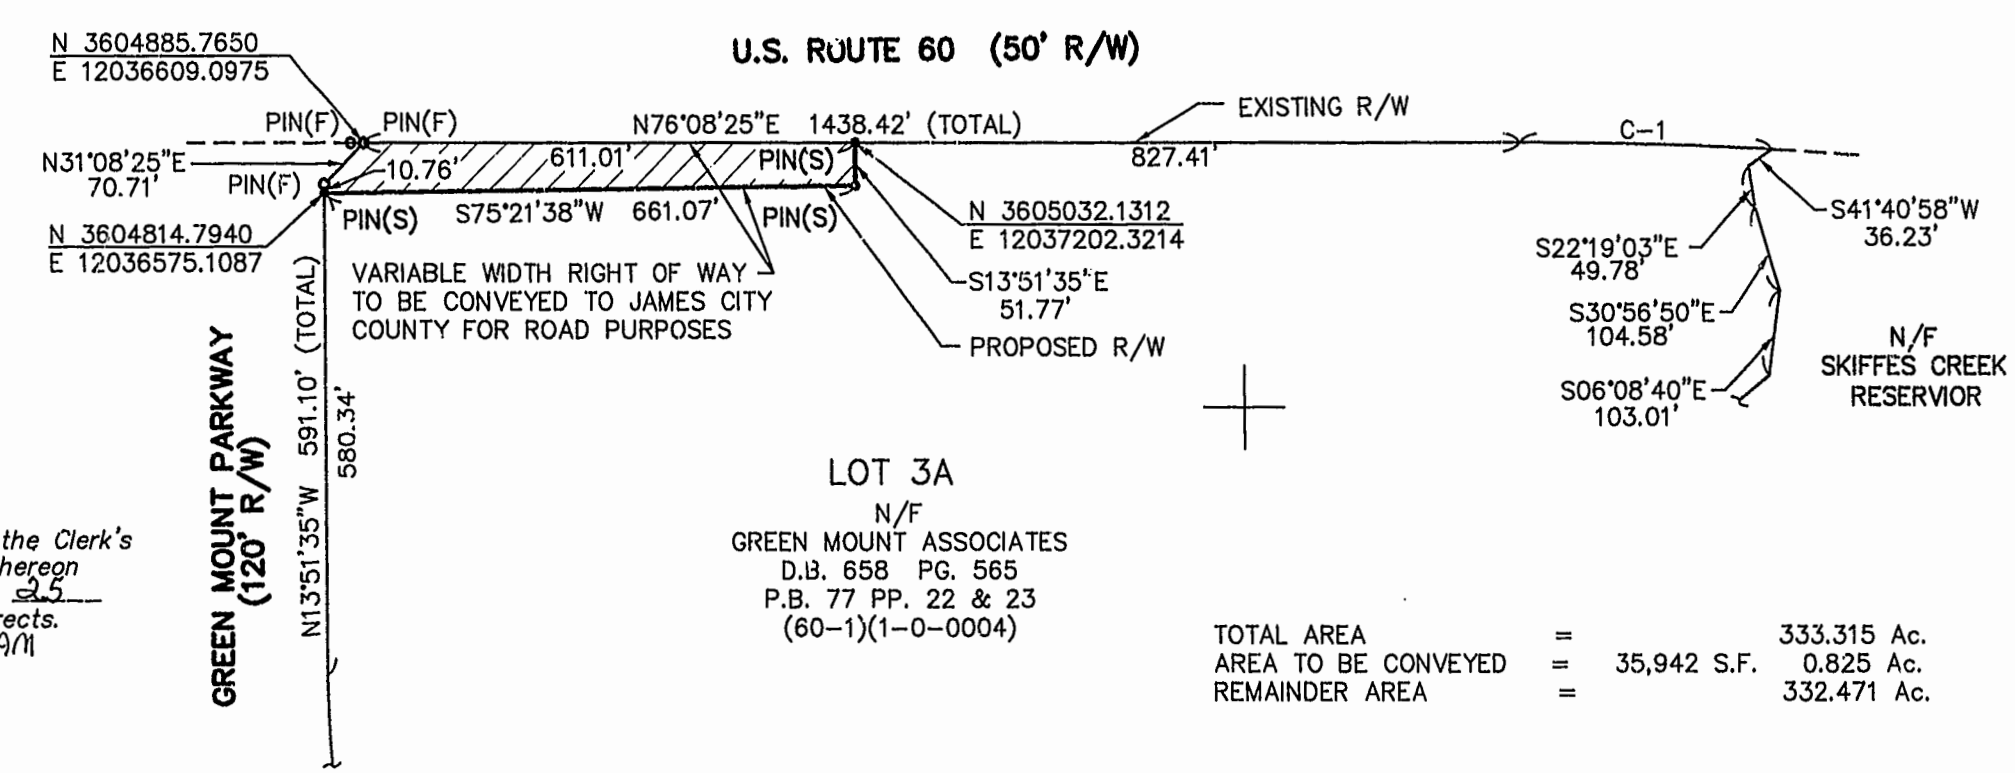 U.S. ROUTE 60 (50' R/W)
N 3604885.7650
E 12036609.0975
PIN(F)
PIN(F)
N76°08'25"E 1438.42' (TOTAL)
EXISTING R/W
C-1
N31°08'25"E
70.71'
PIN(F)
10.76'
611.01'
PIN(S)
827.41'
PIN(S)
S75°21'38"W 661.07'
PIN(S)
N 3604814.7940
E 12036575.1087
N 3605032.1312
E 12037202.3214
S13°51'35"E
51.77'
PROPOSED R/W
VARIABLE WIDTH RIGHT OF WAY
TO BE CONVEYED TO JAMES CITY
COUNTY FOR ROAD PURPOSES
S41°40'58"W
36.23'
S22°19'03"E
49.78'
S30°56'50"E
104.58'
S06°08'40"E
103.01'
N/F
SKIFFES CREEK
RESERVIOR
GREEN MOUNT PARKWAY
(120' R/W)
N13°51'35"W 591.10' (TOTAL)
580.34'
LOT 3A
N/F
GREEN MOUNT ASSOCIATES
D.B. 658 PG. 565
P.B. 77 PP. 22 & 23
(60-1)(1-0-0004)
the Clerk's
hereon
25
rects.
AM
TOTAL AREA = 333.315 Ac.
AREA TO BE CONVEYED = 35,942 S.F. 0.825 Ac.
REMAINDER AREA = 332.471 Ac.